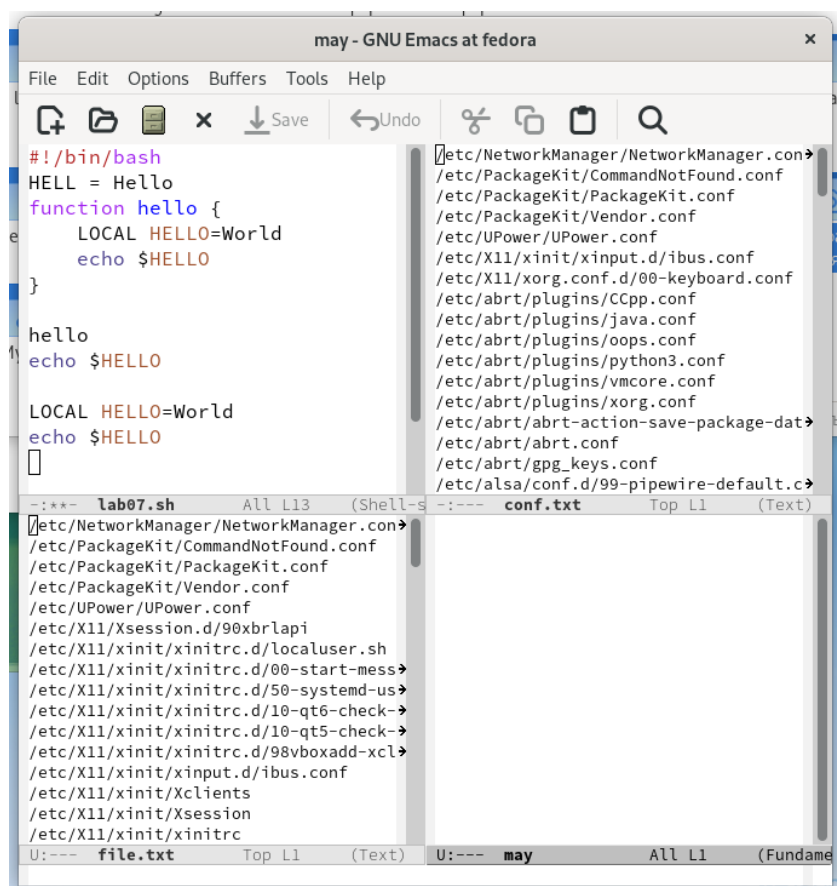 may - GNU Emacs at fedora
File Edit Options Buffers Tools Help
Save Undo
#!/bin/bash
HELL = Hello
function hello {
    LOCAL HELLO=World
    echo $HELLO
}
hello
echo $HELLO
LOCAL HELLO=World
echo $HELLO
-:**- lab07.sh All L13 (Shell-s
/etc/NetworkManager/NetworkManager.con
/etc/PackageKit/CommandNotFound.conf
/etc/PackageKit/PackageKit.conf
/etc/PackageKit/Vendor.conf
/etc/UPower/UPower.conf
/etc/X11/xinit/xinput.d/ibus.conf
/etc/X11/xorg.conf.d/00-keyboard.conf
/etc/abrt/plugins/CCpp.conf
/etc/abrt/plugins/java.conf
/etc/abrt/plugins/oops.conf
/etc/abrt/plugins/python3.conf
/etc/abrt/plugins/vmcore.conf
/etc/abrt/plugins/xorg.conf
/etc/abrt/abrt-action-save-package-dat
/etc/abrt/abrt.conf
/etc/abrt/gpg_keys.conf
/etc/alsa/conf.d/99-pipewire-default.c
-:--- conf.txt Top L1 (Text)
/etc/NetworkManager/NetworkManager.con
/etc/PackageKit/CommandNotFound.conf
/etc/PackageKit/PackageKit.conf
/etc/PackageKit/Vendor.conf
/etc/UPower/UPower.conf
/etc/X11/Xsession.d/90xbrlapi
/etc/X11/xinit/xinitrc.d/localuser.sh
/etc/X11/xinit/xinitrc.d/00-start-mess
/etc/X11/xinit/xinitrc.d/50-systemd-us
/etc/X11/xinit/xinitrc.d/10-qt6-check-
/etc/X11/xinit/xinitrc.d/10-qt5-check-
/etc/X11/xinit/xinitrc.d/98vboxadd-xcl
/etc/X11/xinit/xinput.d/ibus.conf
/etc/X11/xinit/Xclients
/etc/X11/xinit/Xsession
/etc/X11/xinit/xinitrc
U:--- file.txt Top L1 (Text)
U:--- may All L1 (Fundame